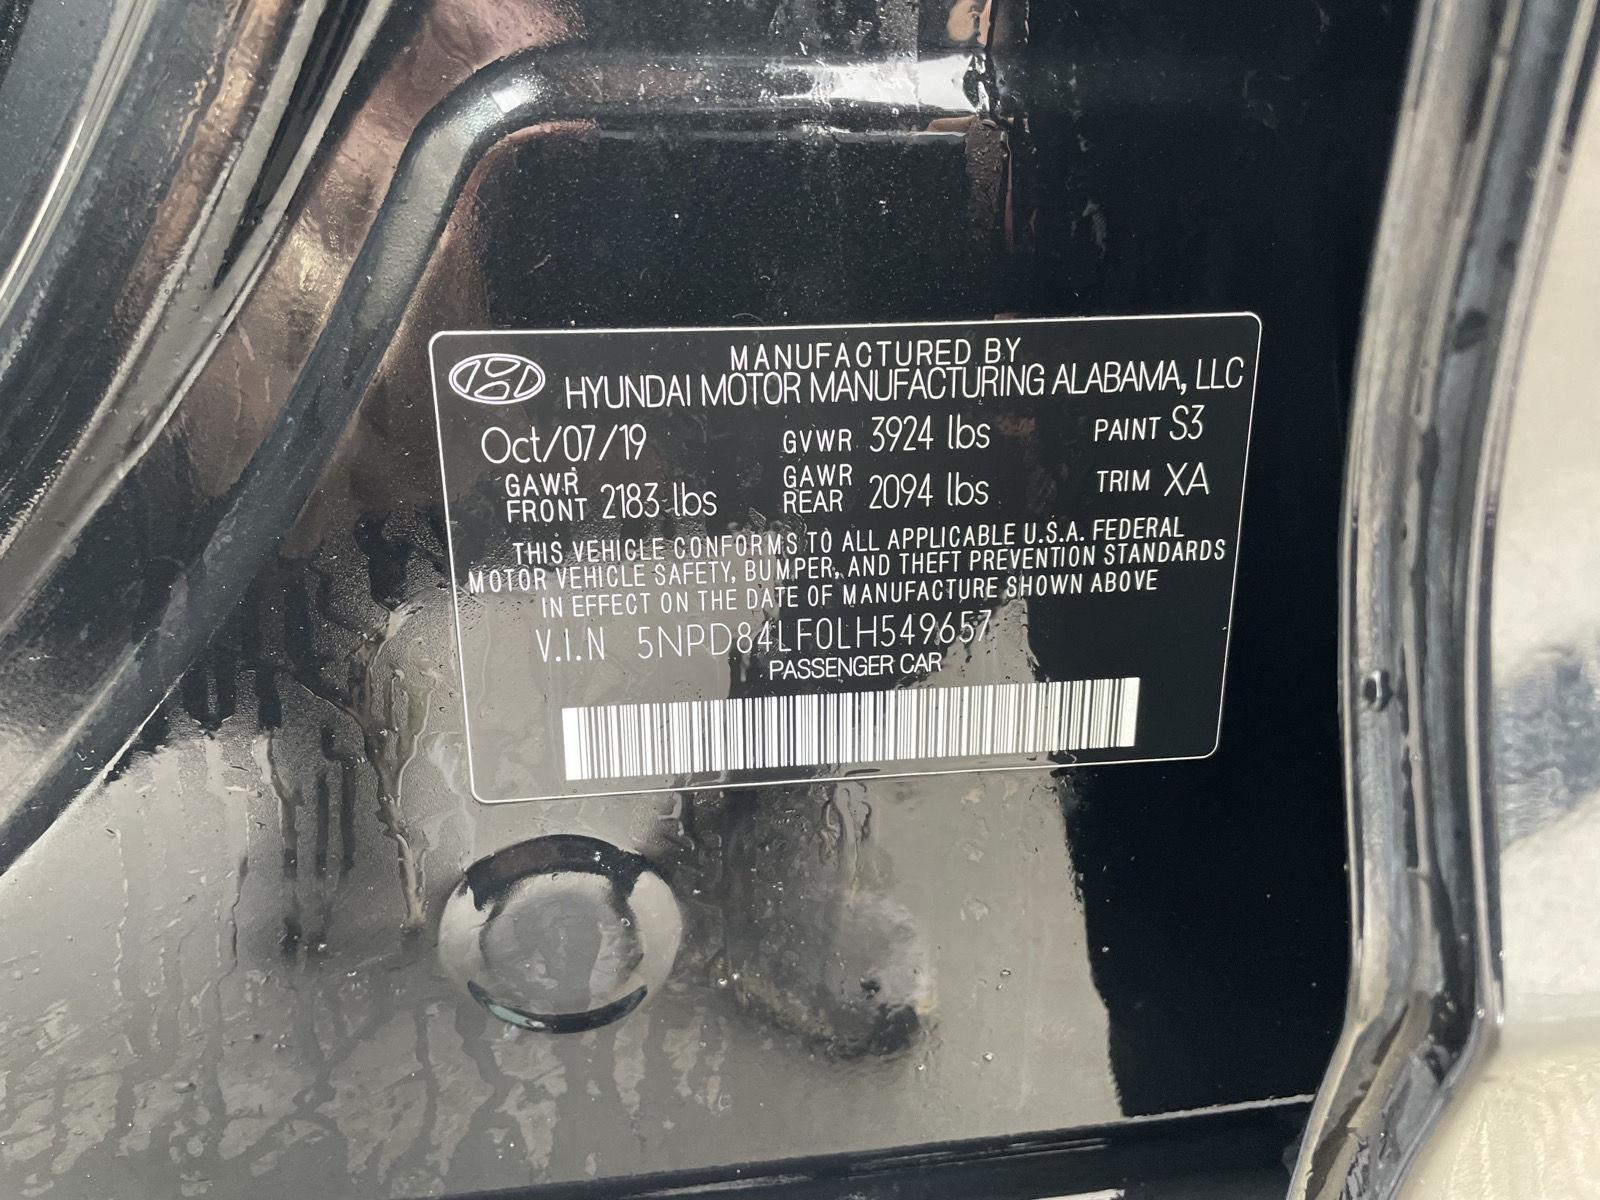 MANUFACTURED BY
HYUNDAI MOTOR MANUFACTURING ALABAMA, LLC
Oct/07/19 GVWR 3924 lbs PAINT S3
GAWR FRONT 2183 lbs GAWR REAR 2094 lbs TRIM XA
THIS VEHICLE CONFORMS TO ALL APPLICABLE U.S.A. FEDERAL
MOTOR VEHICLE SAFETY, BUMPER, AND THEFT PREVENTION STANDARDS
IN EFFECT ON THE DATE OF MANUFACTURE SHOWN ABOVE
V.I.N 5NPD84LF0LH549657
PASSENGER CAR